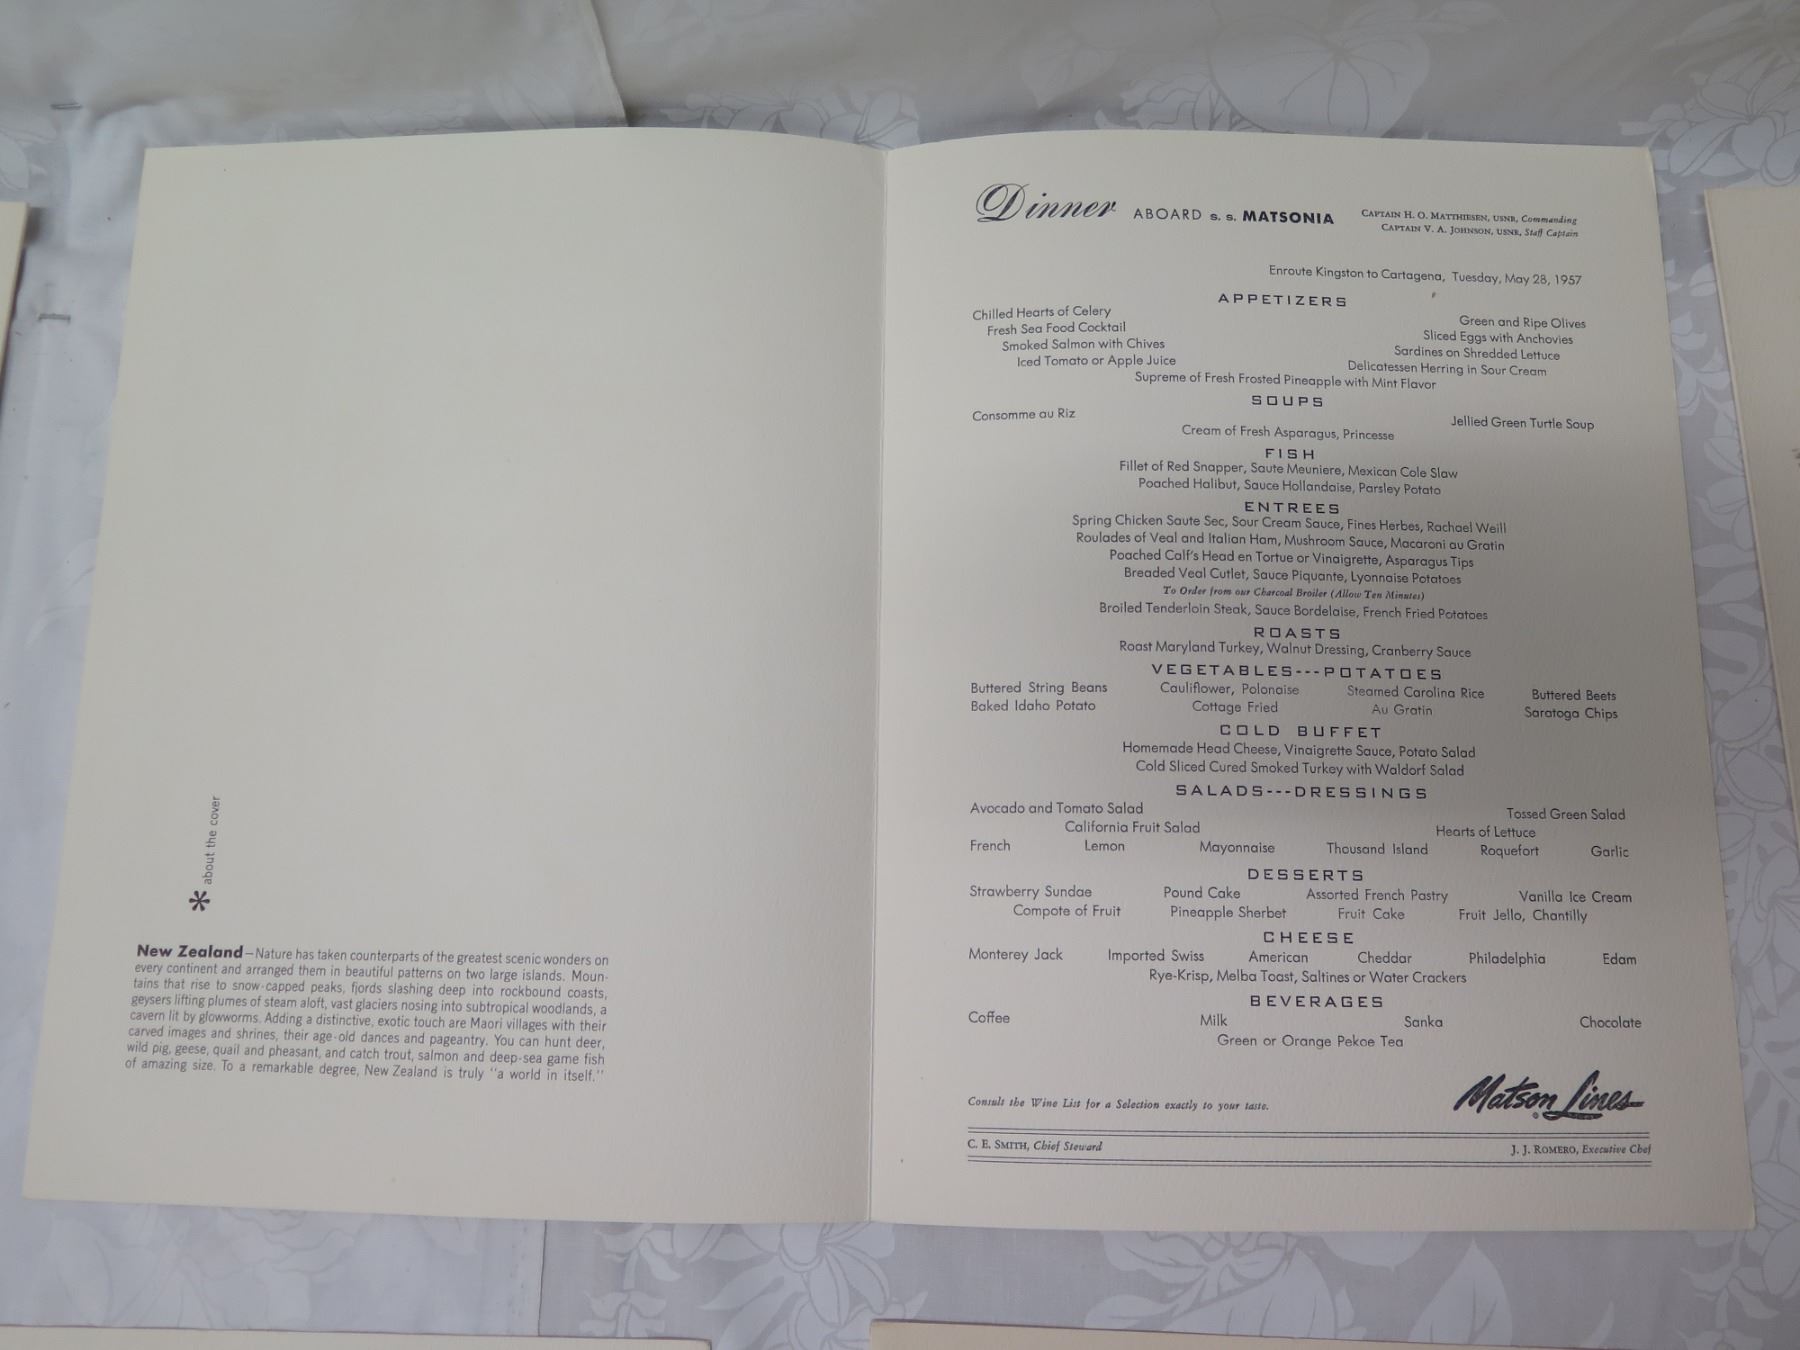 * about the cover
New Zealand—Nature has taken counterparts of the greatest scenic wonders on
every continent and arranged them in beautiful patterns on two large islands. Moun-
tains that rise to snow-capped peaks, fjords slashing deep into rockbound coasts,
geysers lifting plumes of steam aloft, vast glaciers nosing into subtropical woodlands, a
cavern lit by glowworms. Adding a distinctive, exotic touch are Maori villages with their
carved images and shrines, their age-old dances and pageantry. You can hunt deer,
wild pig, geese, quail and pheasant, and catch trout, salmon and deep-sea game fish
of amazing size. To a remarkable degree, New Zealand is truly "a world in itself."
Dinner ABOARD s. s. MATSONIA
CAPTAIN H. O. MATTHIESEN, USNR, Commanding
CAPTAIN V. A. JOHNSON, USNR, Staff Captain
Enroute Kingston to Cartagena, Tuesday, May 28, 1957
APPETIZERS
Chilled Hearts of Celery Green and Ripe Olives
Fresh Sea Food Cocktail Sliced Eggs with Anchovies
Smoked Salmon with Chives Sardines on Shredded Lettuce
Iced Tomato or Apple Juice Delicatessen Herring in Sour Cream
Supreme of Fresh Frosted Pineapple with Mint Flavor
SOUPS
Consomme au Riz Jellied Green Turtle Soup
Cream of Fresh Asparagus, Princesse
FISH
Fillet of Red Snapper, Saute Meuniere, Mexican Cole Slaw
Poached Halibut, Sauce Hollandaise, Parsley Potato
ENTREES
Spring Chicken Saute Sec, Sour Cream Sauce, Fines Herbes, Rachael Weill
Roulades of Veal and Italian Ham, Mushroom Sauce, Macaroni au Gratin
Poached Calf's Head en Tortue or Vinaigrette, Asparagus Tips
Breaded Veal Cutlet, Sauce Piquante, Lyonnaise Potatoes
To Order from our Charcoal Broiler (Allow Ten Minutes)
Broiled Tenderloin Steak, Sauce Bordelaise, French Fried Potatoes
ROASTS
Roast Maryland Turkey, Walnut Dressing, Cranberry Sauce
VEGETABLES---POTATOES
Buttered String Beans Cauliflower, Polonaise Steamed Carolina Rice Buttered Beets
Baked Idaho Potato Cottage Fried Au Gratin Saratoga Chips
COLD BUFFET
Homemade Head Cheese, Vinaigrette Sauce, Potato Salad
Cold Sliced Cured Smoked Turkey with Waldorf Salad
SALADS---DRESSINGS
Avocado and Tomato Salad Tossed Green Salad
California Fruit Salad Hearts of Lettuce
French Lemon Mayonnaise Thousand Island Roquefort Garlic
DESSERTS
Strawberry Sundae Pound Cake Assorted French Pastry Vanilla Ice Cream
Compote of Fruit Pineapple Sherbet Fruit Cake Fruit Jello, Chantilly
CHEESE
Monterey Jack Imported Swiss American Cheddar Philadelphia Edam
Rye-Krisp, Melba Toast, Saltines or Water Crackers
BEVERAGES
Coffee Milk Sanka Chocolate
Green or Orange Pekoe Tea
Consult the Wine List for a Selection exactly to your taste.
Matson Lines
C. E. SMITH, Chief Steward J. J. ROMERO, Executive Chef